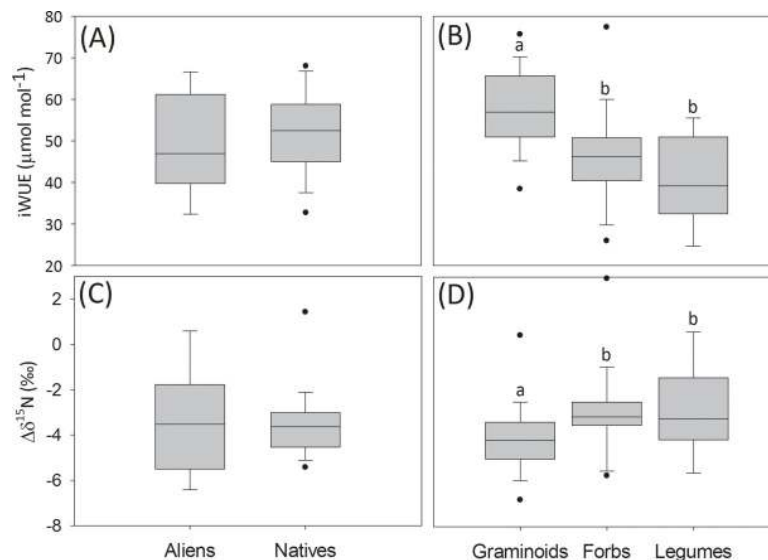 (A)
(B)
80
70
60
50
40
30
20
iWUE (μmol mol⁻¹)
a
b
b
(C)
(D)
2
0
-2
-4
-6
-8
Δδ¹⁵N (‰)
a
b
b
Aliens Natives
Graminoids Forbs Legumes